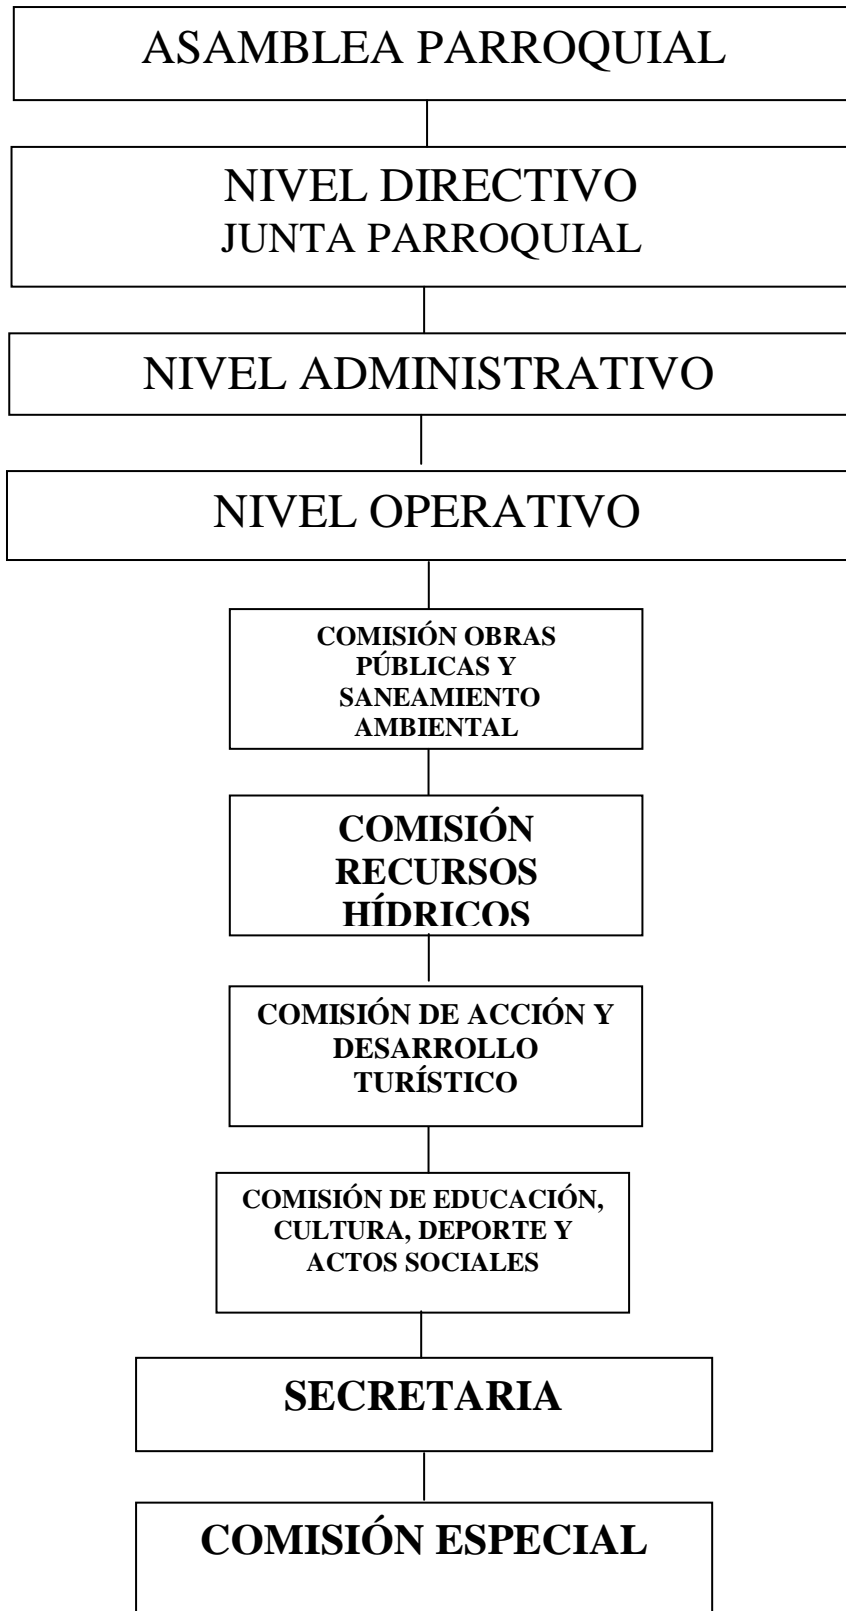 ASAMBLEA PARROQUIAL
NIVEL DIRECTIVO
JUNTA PARROQUIAL
NIVEL ADMINISTRATIVO
NIVEL OPERATIVO
COMISIÓN OBRAS
PÚBLICAS Y
SANEAMIENTO
AMBIENTAL
COMISIÓN
RECURSOS
HÍDRICOS
COMISIÓN DE ACCIÓN Y
DESARROLLO
TURÍSTICO
COMISIÓN DE EDUCACIÓN,
CULTURA, DEPORTE Y
ACTOS SOCIALES
SECRETARIA
COMISIÓN ESPECIAL